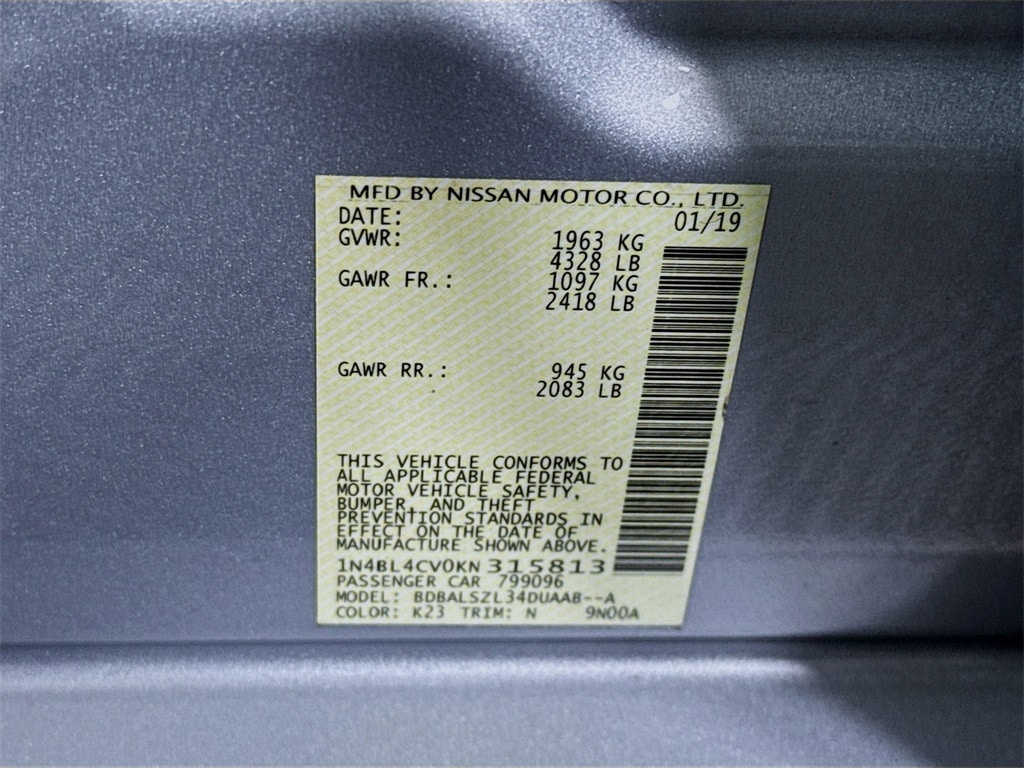 MFD BY NISSAN MOTOR CO., LTD.
DATE: 01/19
GVWR: 1963 KG
4328 LB
GAWR FR.: 1097 KG
2418 LB
GAWR RR.: 945 KG
2083 LB
THIS VEHICLE CONFORMS TO
ALL APPLICABLE FEDERAL
MOTOR VEHICLE SAFETY,
BUMPER, AND THEFT
PREVENTION STANDARDS IN
EFFECT ON THE DATE OF
MANUFACTURE SHOWN ABOVE.
1N4BL4CV0KN315813
PASSENGER CAR 799096
MODEL: BDBALSZL34DUAAB--A
COLOR: K23 TRIM: N 9N00A